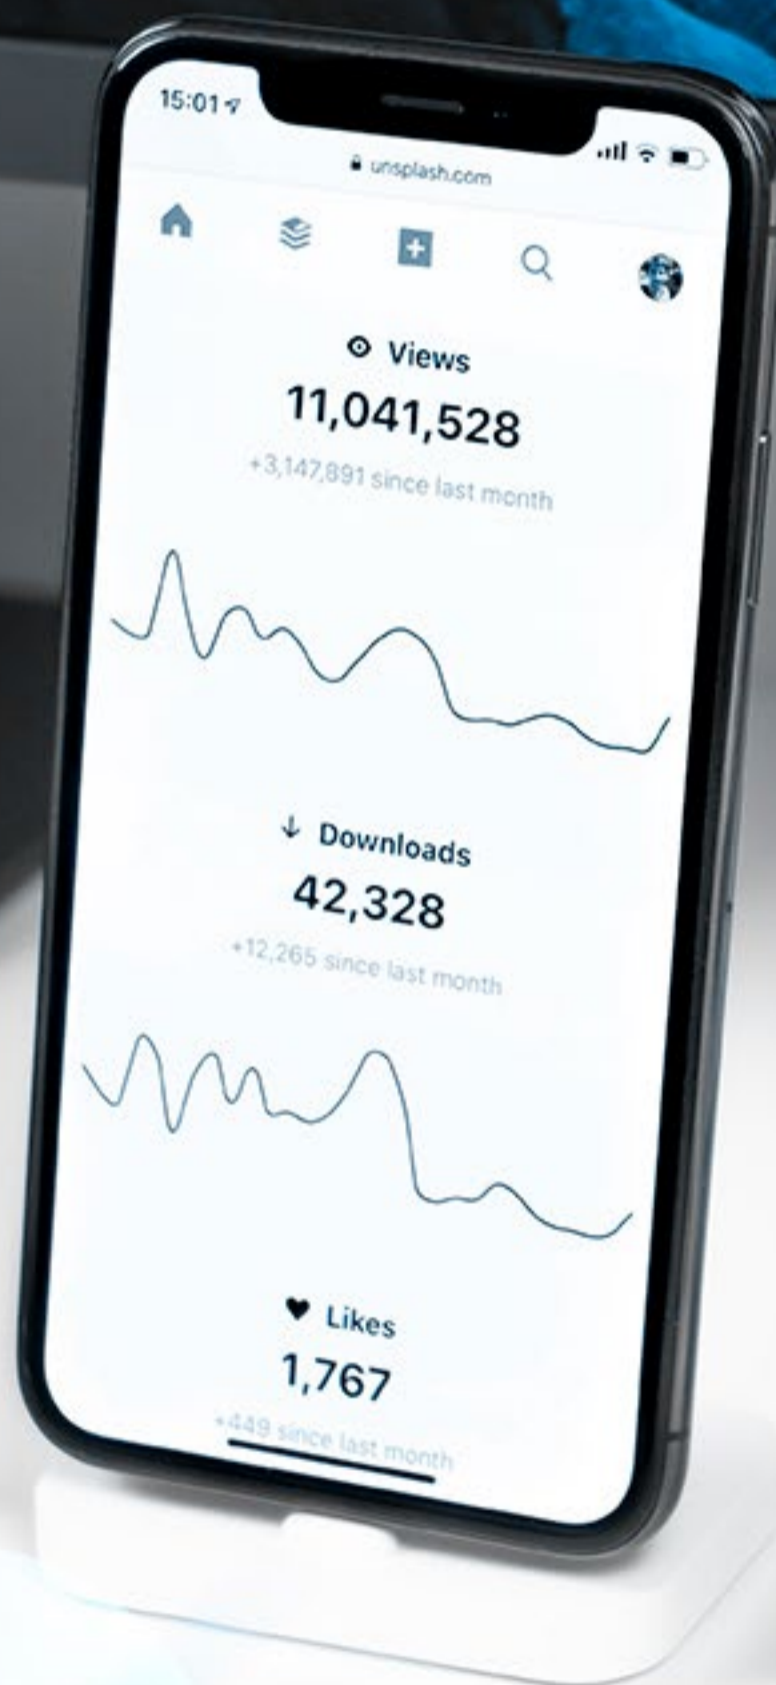 15:01
unsplash.com
Views
11,041,528
+3,147,891 since last month
Downloads
42,328
+12,265 since last month
Likes
1,767
+449 since last month